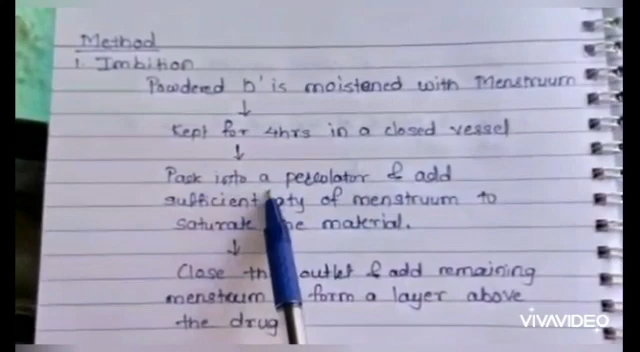 Method
1. Imbition
Powdered D' is moistened with Menstruum
↓
Kept for 4hrs in a closed vessel
↓
Pack into a percolator & add
sufficient qty of menstruum to
saturate the material.
↓
Close the outlet & add remaining
menstruum form a layer above
the drug
VIVAVIDEO